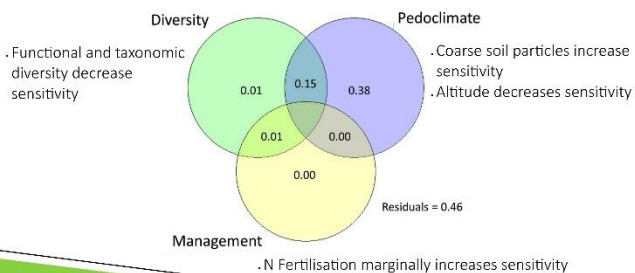 Diversity
Pedoclimate
. Functional and taxonomic
diversity decrease
sensitivity
. Coarse soil particles increase
sensitivity
. Altitude decreases sensitivity
0.01
0.15
0.38
0.01
0.00
0.00
Residuals = 0.46
Management
. N Fertilisation marginally increases sensitivity